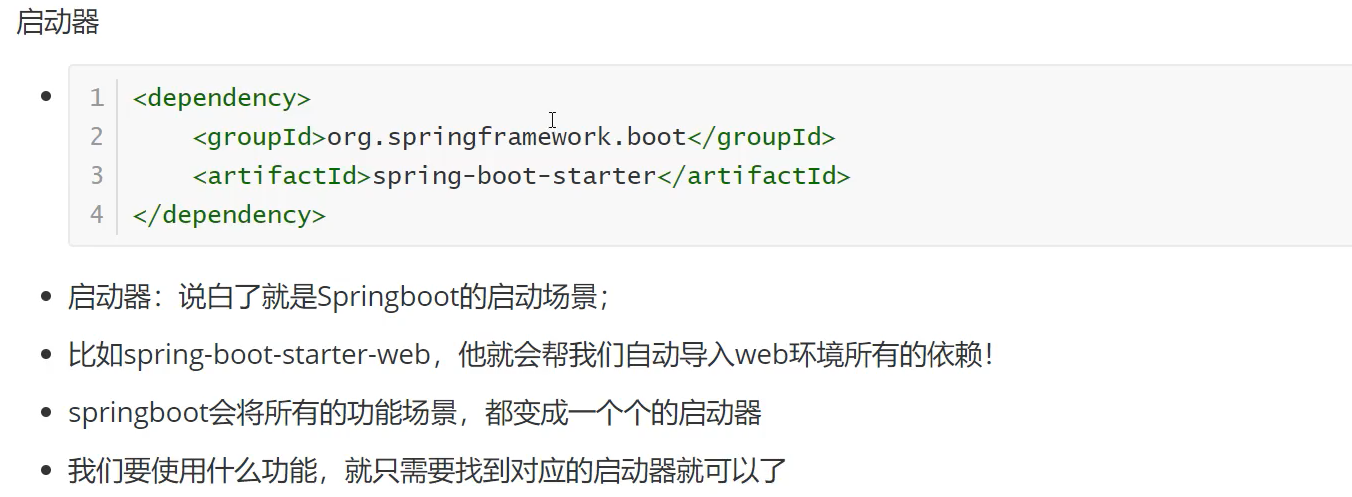 启动器
1 <dependency>
2     <groupId>org.springframework.boot</groupId>
3     <artifactId>spring-boot-starter</artifactId>
4 </dependency>
启动器：说白了就是Springboot的启动场景；
比如spring-boot-starter-web，他就会帮我们自动导入web环境所有的依赖！
springboot会将所有的功能场景，都变成一个个的启动器
我们要使用什么功能，就只需要找到对应的启动器就可以了